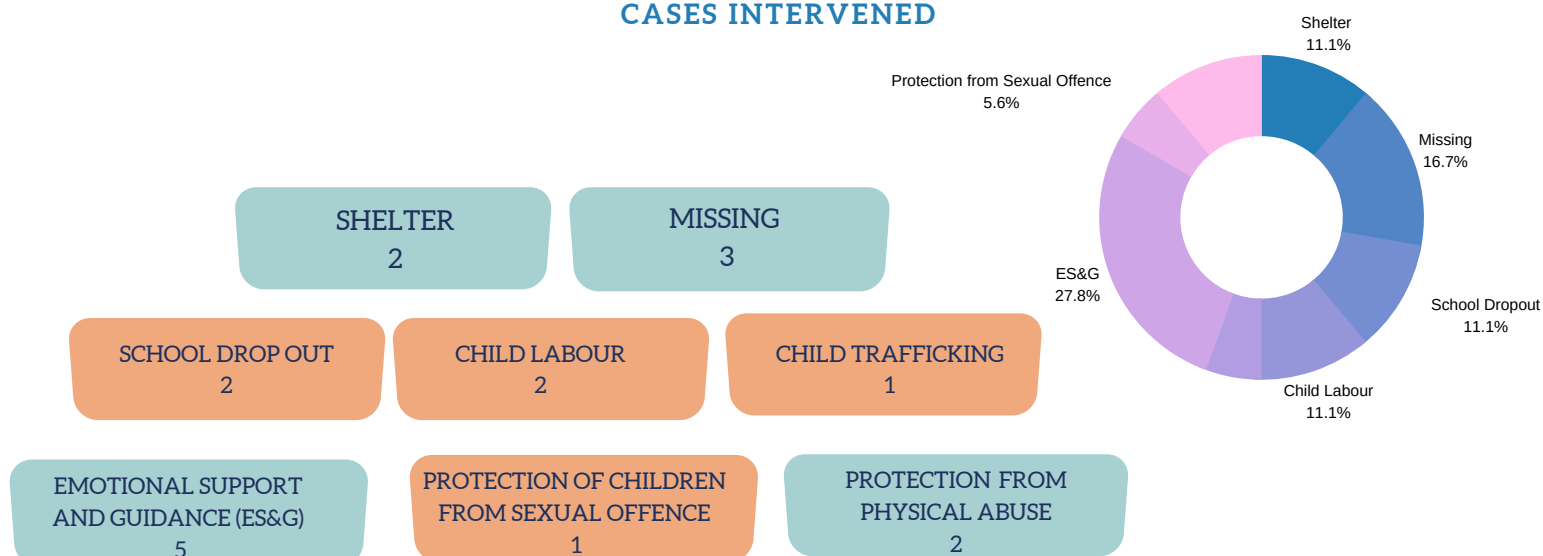 CASES INTERVENED
SHELTER
2
MISSING
3
SCHOOL DROP OUT
2
CHILD LABOUR
2
CHILD TRAFFICKING
1
EMOTIONAL SUPPORT
AND GUIDANCE (ES&G)
5
PROTECTION OF CHILDREN
FROM SEXUAL OFFENCE
1
PROTECTION FROM
PHYSICAL ABUSE
2
Shelter
11.1%
Missing
16.7%
School Dropout
11.1%
Child Labour
11.1%
ES&G
27.8%
Protection from Sexual Offence
5.6%